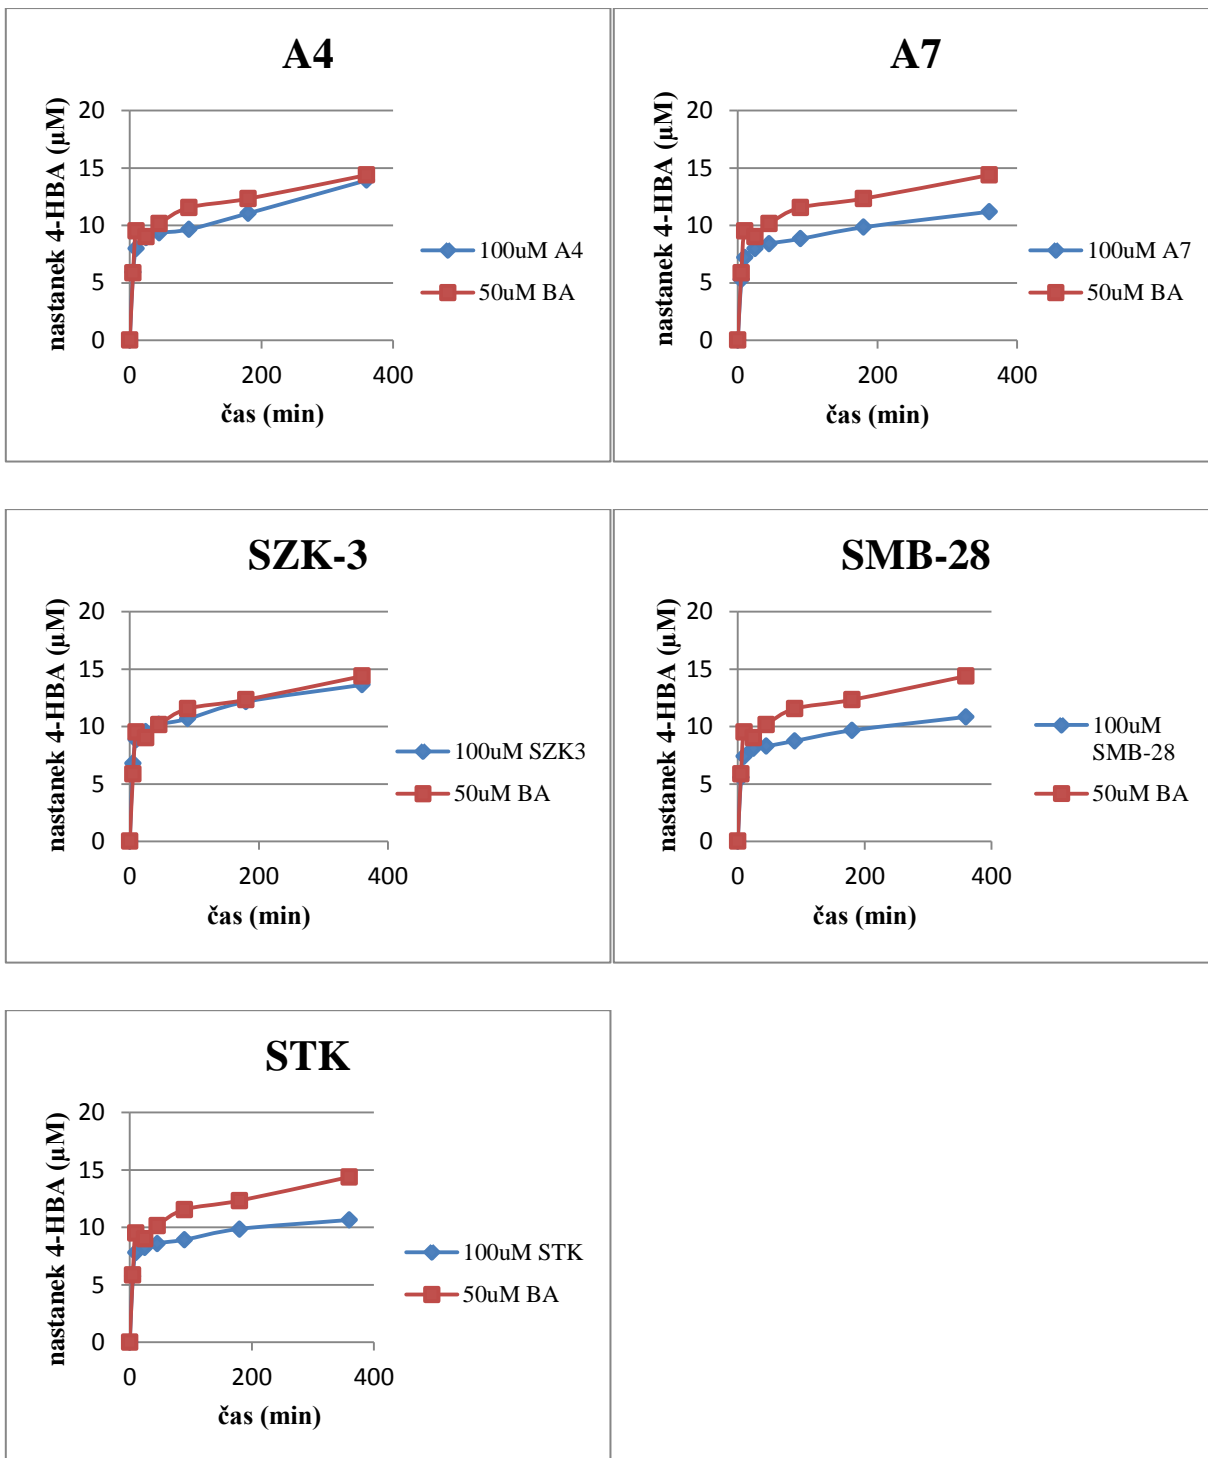 A4
nastanek 4-HBA (µM)
20
15
10
5
0
0 200 400
čas (min)
100uM A4
50uM BA
A7
nastanek 4-HBA (µM)
20
15
10
5
0
0 200 400
čas (min)
100uM A7
50uM BA
SZK-3
nastanek 4-HBA (µM)
20
15
10
5
0
0 200 400
čas (min)
100uM SZK3
50uM BA
SMB-28
nastanek 4-HBA (µM)
20
15
10
5
0
0 200 400
čas (min)
100uM
SMB-28
50uM BA
STK
nastanek 4-HBA (µM)
20
15
10
5
0
0 200 400
čas (min)
100uM STK
50uM BA